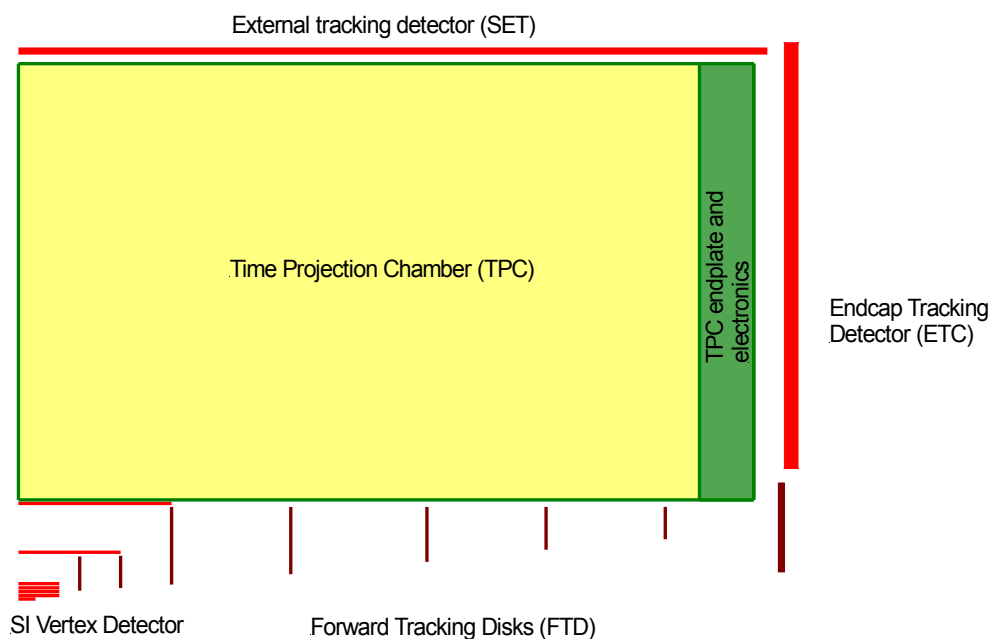 External tracking detector (SET)
Time Projection Chamber (TPC)
TPC endplate and
electronics
Endcap Tracking
Detector (ETC)
SI Vertex Detector
Forward Tracking Disks (FTD)